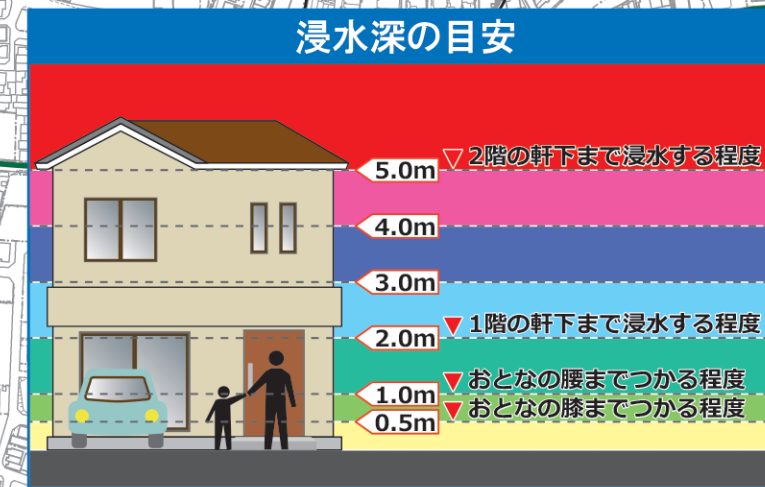 浸水深の目安
5.0m ▽ 2階の軒下まで浸水する程度
4.0m
3.0m
2.0m ▼ 1階の軒下まで浸水する程度
1.0m ▼ おとなの腰までつかる程度
0.5m ▼ おとなの膝までつかる程度